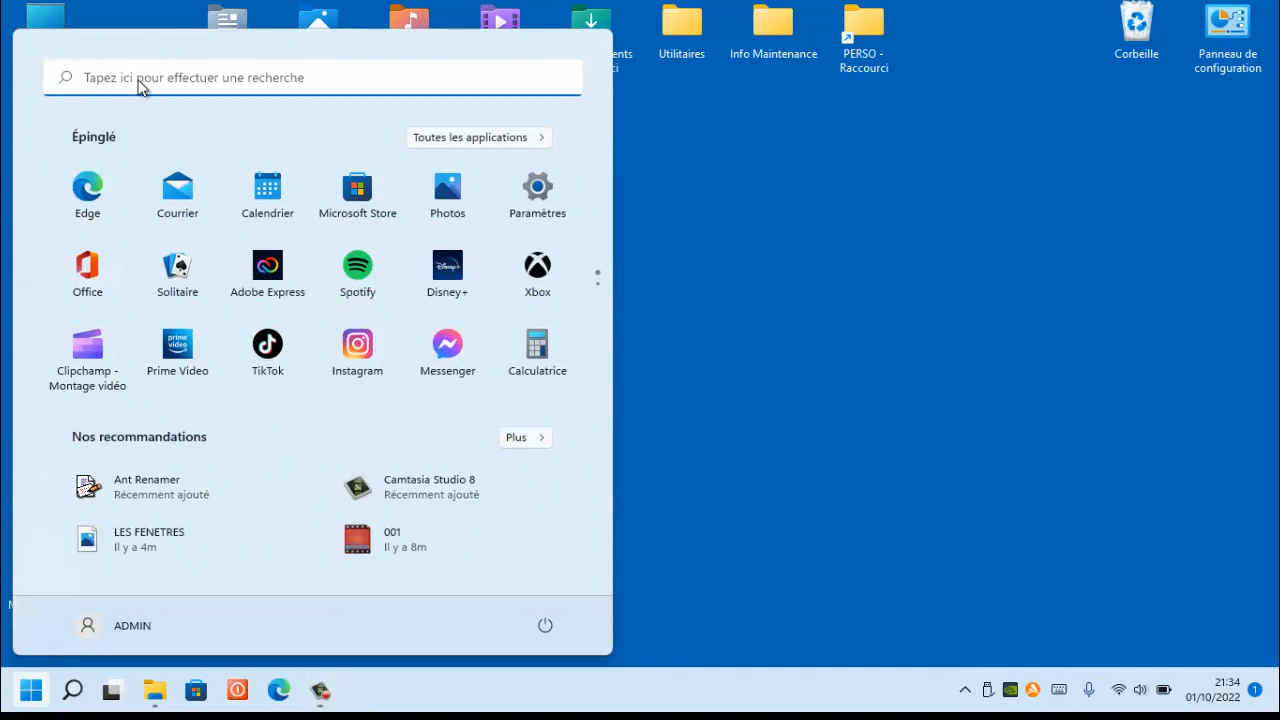 Tapez ici pour effectuer une recherche
Épinglé
Toutes les applications
Edge
Courrier
Calendrier
Microsoft Store
Photos
Paramètres
Office
Solitaire
Adobe Express
Spotify
Disney+
Xbox
Clipchamp -
Montage vidéo
prime
video
Prime Video
TikTok
Instagram
Messenger
Calculatrice
Nos recommandations
Plus
Ant Renamer
Récemment ajouté
Camtasia Studio 8
Récemment ajouté
LES FENETRES
Il y a 4m
001
Il y a 8m
ADMIN
Utilitaires
Info Maintenance
PERSO -
Raccourci
Corbeille
Panneau de
configuration
21:34
01/10/2022
1